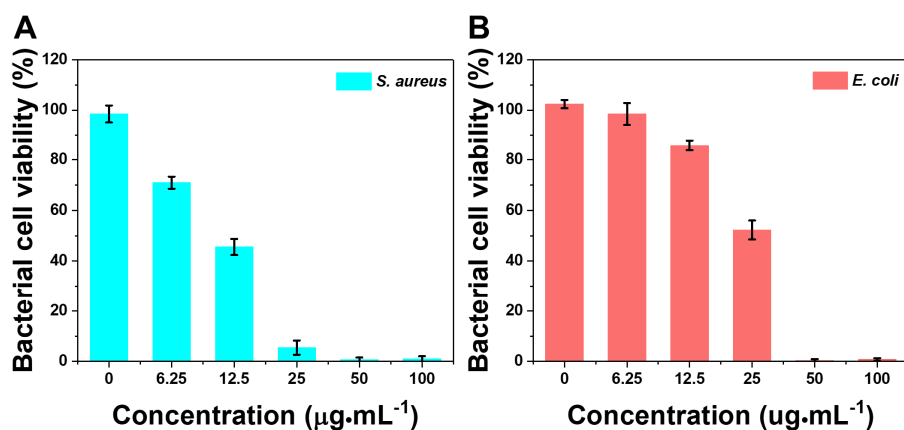 A
Bacterial cell viability (%)
120
100
80
60
40
20
0
S. aureus
0 6.25 12.5 25 50 100
Concentration (μg•mL⁻¹)
B
Bacterial cell viability (%)
120
100
80
60
40
20
0
E. coli
0 6.25 12.5 25 50 100
Concentration (ug•mL⁻¹)